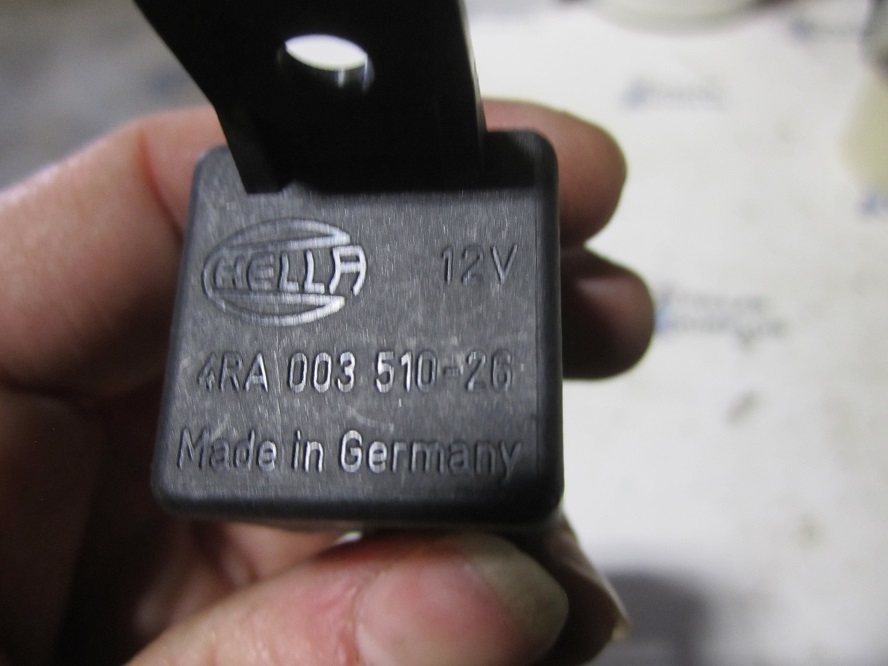 HELLA 12V
4RA 003 510-26
Made in Germany